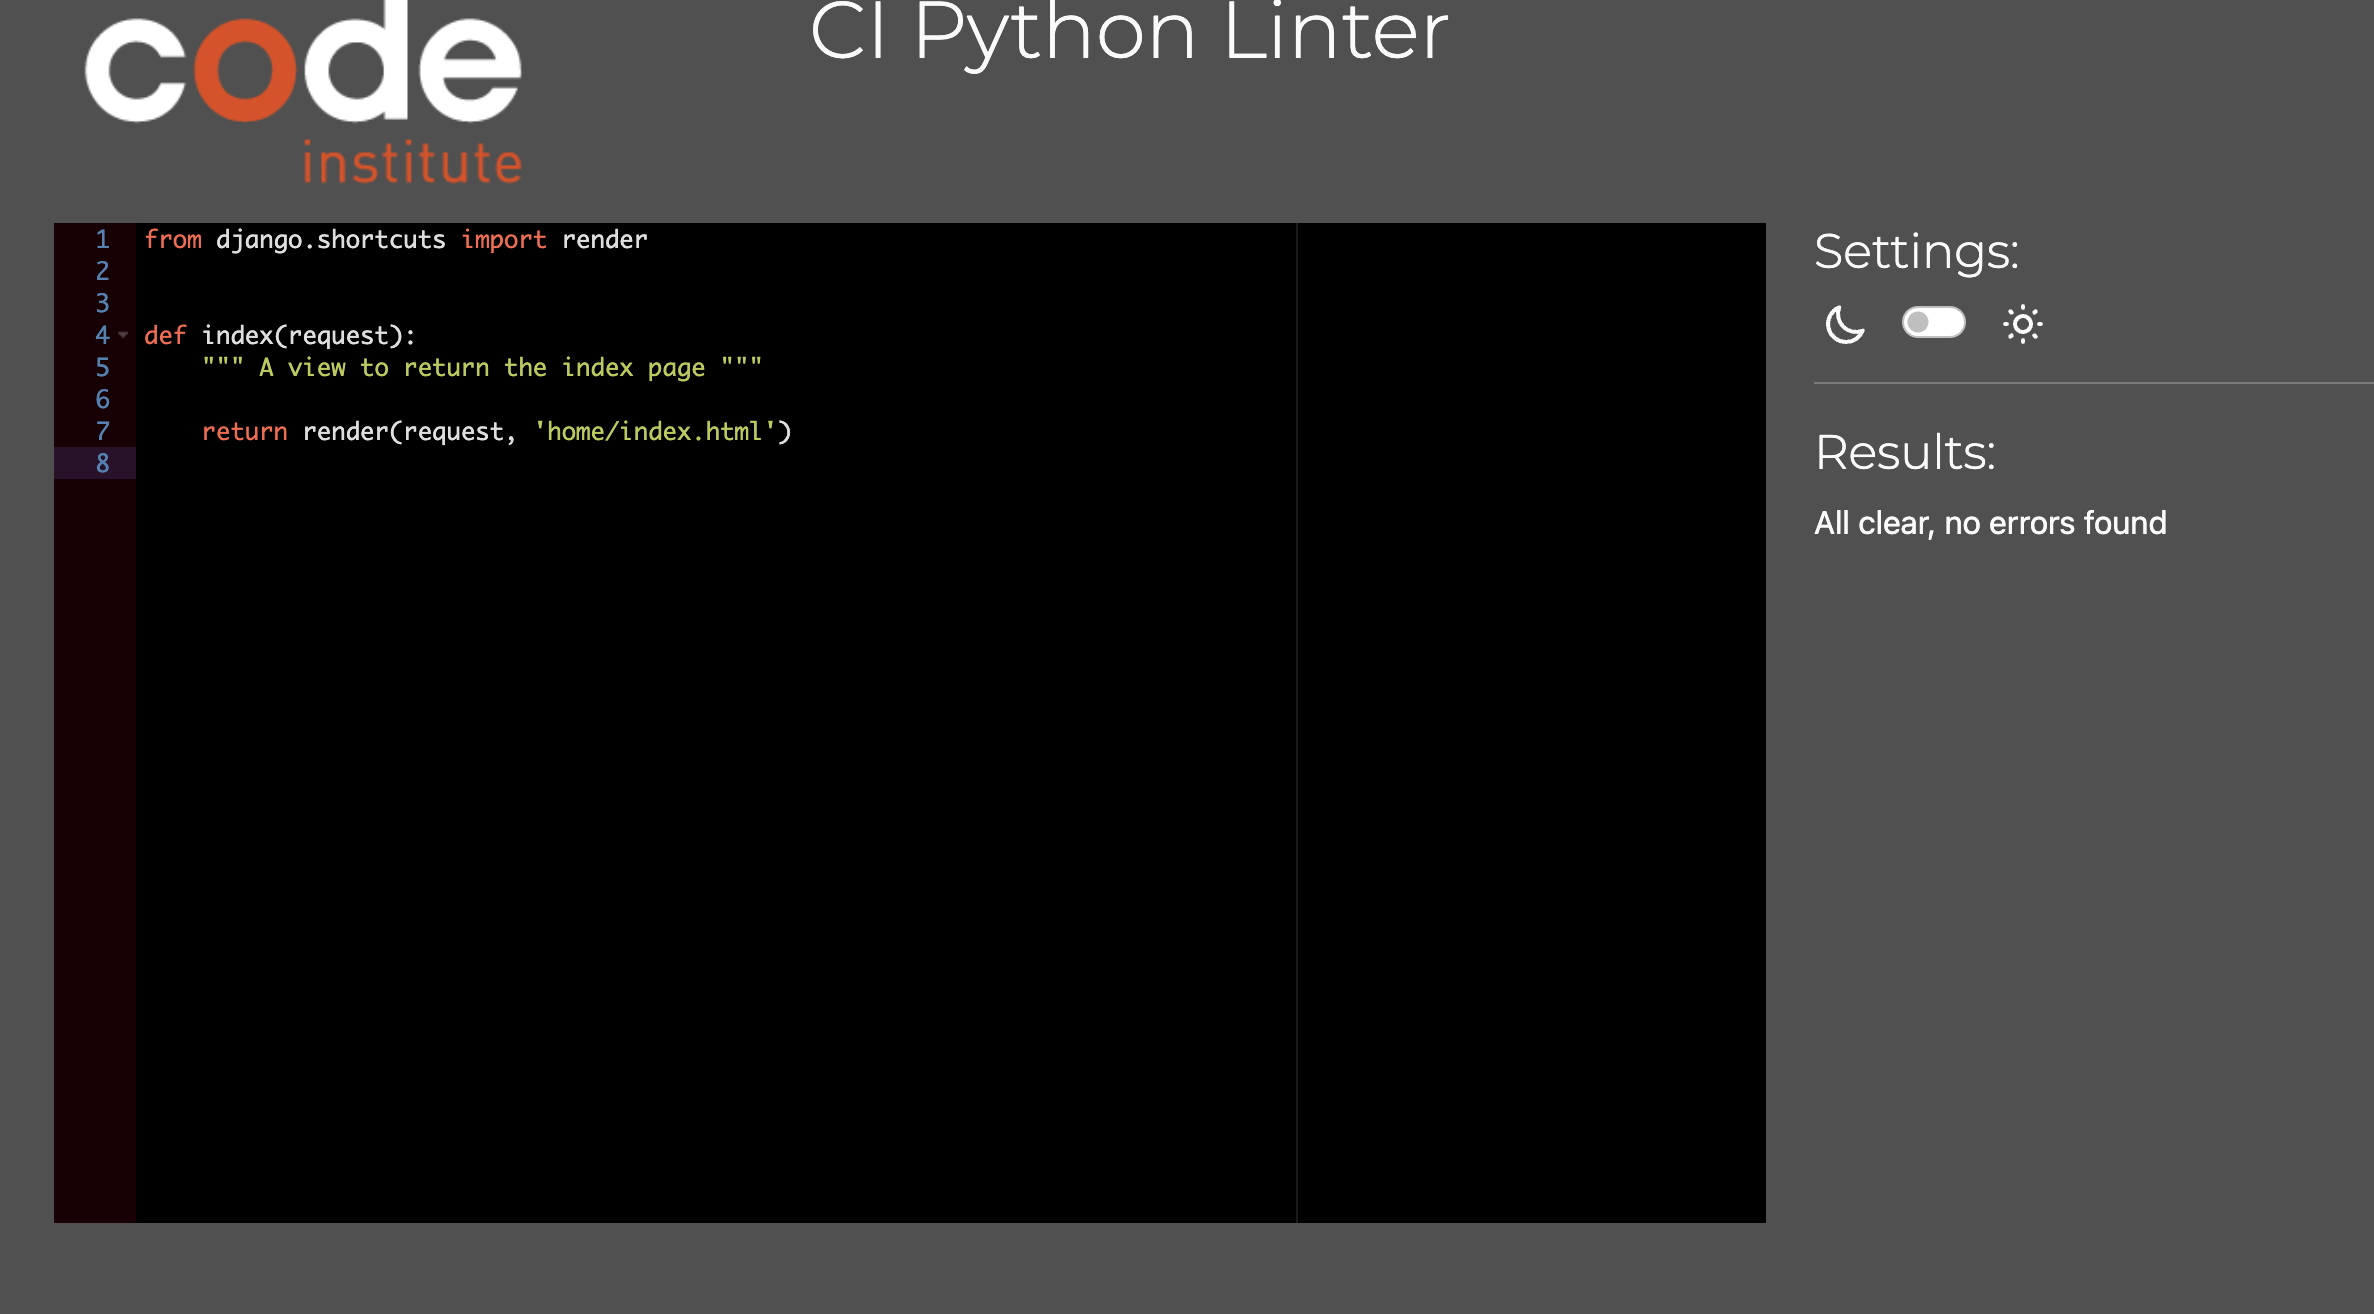 code
institute
CI Python Linter
1 from django.shortcuts import render
2
3
4 def index(request):
5     """ A view to return the index page """
6
7     return render(request, 'home/index.html')
8
Settings:
Results:
All clear, no errors found